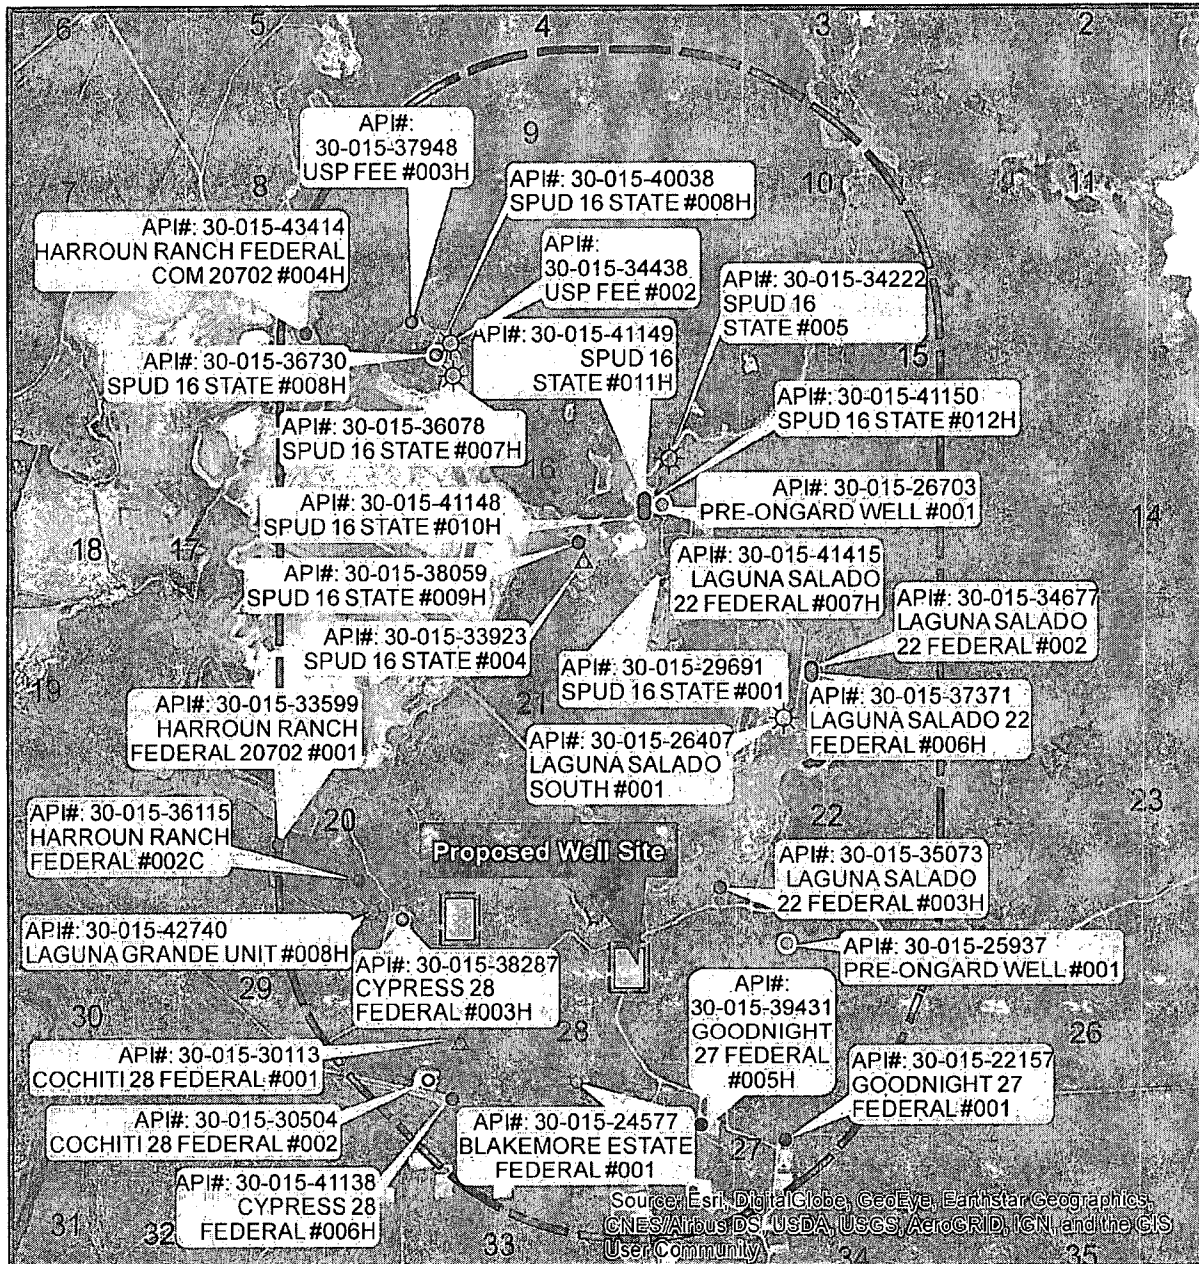 6
5
4
3
2
API#:
30-015-37948
USP FEE #003H
9
API#: 30-015-40038
SPUD 16 STATE #008H
7
8
10
11
API#: 30-015-43414
HARROUN RANCH FEDERAL
COM 20702 #004H
API#:
30-015-34438
USP FEE #002
API#: 30-015-34222
SPUD 16
STATE #005
API#: 30-015-36730
SPUD 16 STATE #008H
API#: 30-015-41149
SPUD 16
STATE #011H
15
API#: 30-015-41150
SPUD 16 STATE #012H
API#: 30-015-36078
SPUD 16 STATE #007H
16
API#: 30-015-41148
SPUD 16 STATE #010H
API#: 30-015-26703
PRE-ONGARD WELL #001
14
18
17
API#: 30-015-38059
SPUD 16 STATE #009H
API#: 30-015-41415
LAGUNA SALADO
22 FEDERAL #007H
API#: 30-015-34677
LAGUNA SALADO
22 FEDERAL #002
API#: 30-015-33923
SPUD 16 STATE #004
API#: 30-015-29691
SPUD 16 STATE #001
19
21
API#: 30-015-33599
HARROUN RANCH
FEDERAL 20702 #001
API#: 30-015-37371
LAGUNA SALADO 22
FEDERAL #006H
API#: 30-015-26407
LAGUNA SALADO
SOUTH #001
API#: 30-015-36115
HARROUN RANCH
FEDERAL #002C
20
22
23
Proposed Well Site
API#: 30-015-35073
LAGUNA SALADO
22 FEDERAL #003H
API#: 30-015-42740
LAGUNA GRANDE UNIT #008H
API#: 30-015-38287
CYPRESS 28
FEDERAL #003H
API#: 30-015-25937
PRE-ONGARD WELL #001
29
30
28
26
API#:
30-015-39431
GOODNIGHT
27 FEDERAL
#005H
API#: 30-015-30113
COCHITI 28 FEDERAL #001
API#: 30-015-22157
GOODNIGHT 27
FEDERAL #001
API#: 30-015-30504
COCHITI 28 FEDERAL #002
API#: 30-015-24577
BLAKEMORE ESTATE
FEDERAL #001
27
API#: 30-015-41138
CYPRESS 28
FEDERAL #006H
31
32
33
34
35
Source: Esri, DigitalGlobe, GeoEye, Earthstar Geographics,
CNES/Airbus DS, USDA, USGS, AeroGRID, IGN, and the GIS
User Community